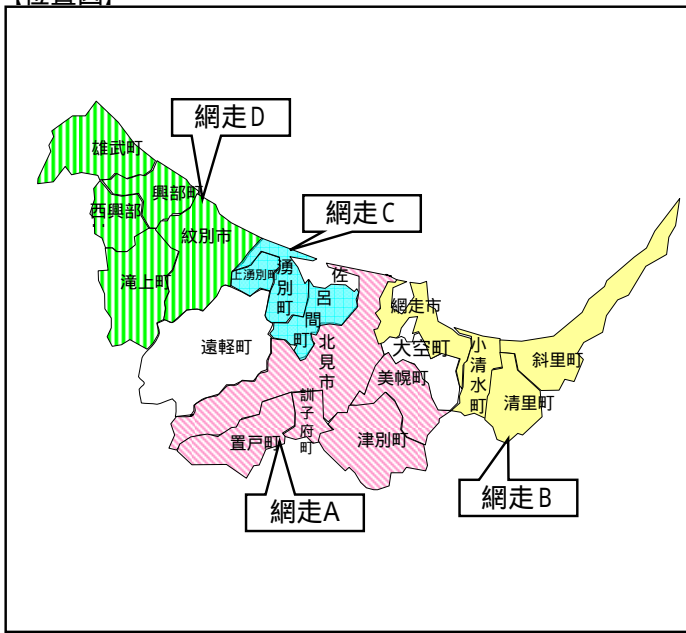 【位置図】
網走D
雄武町
網走C
興部町
西興部
紋別市
佐呂間町
上湧別町
湧別町
滝上町
網走市
遠軽町
大空町
北見市
小清水町
斜里町
美幌町
清里町
訓子府町
置戸町
津別町
網走A
網走B